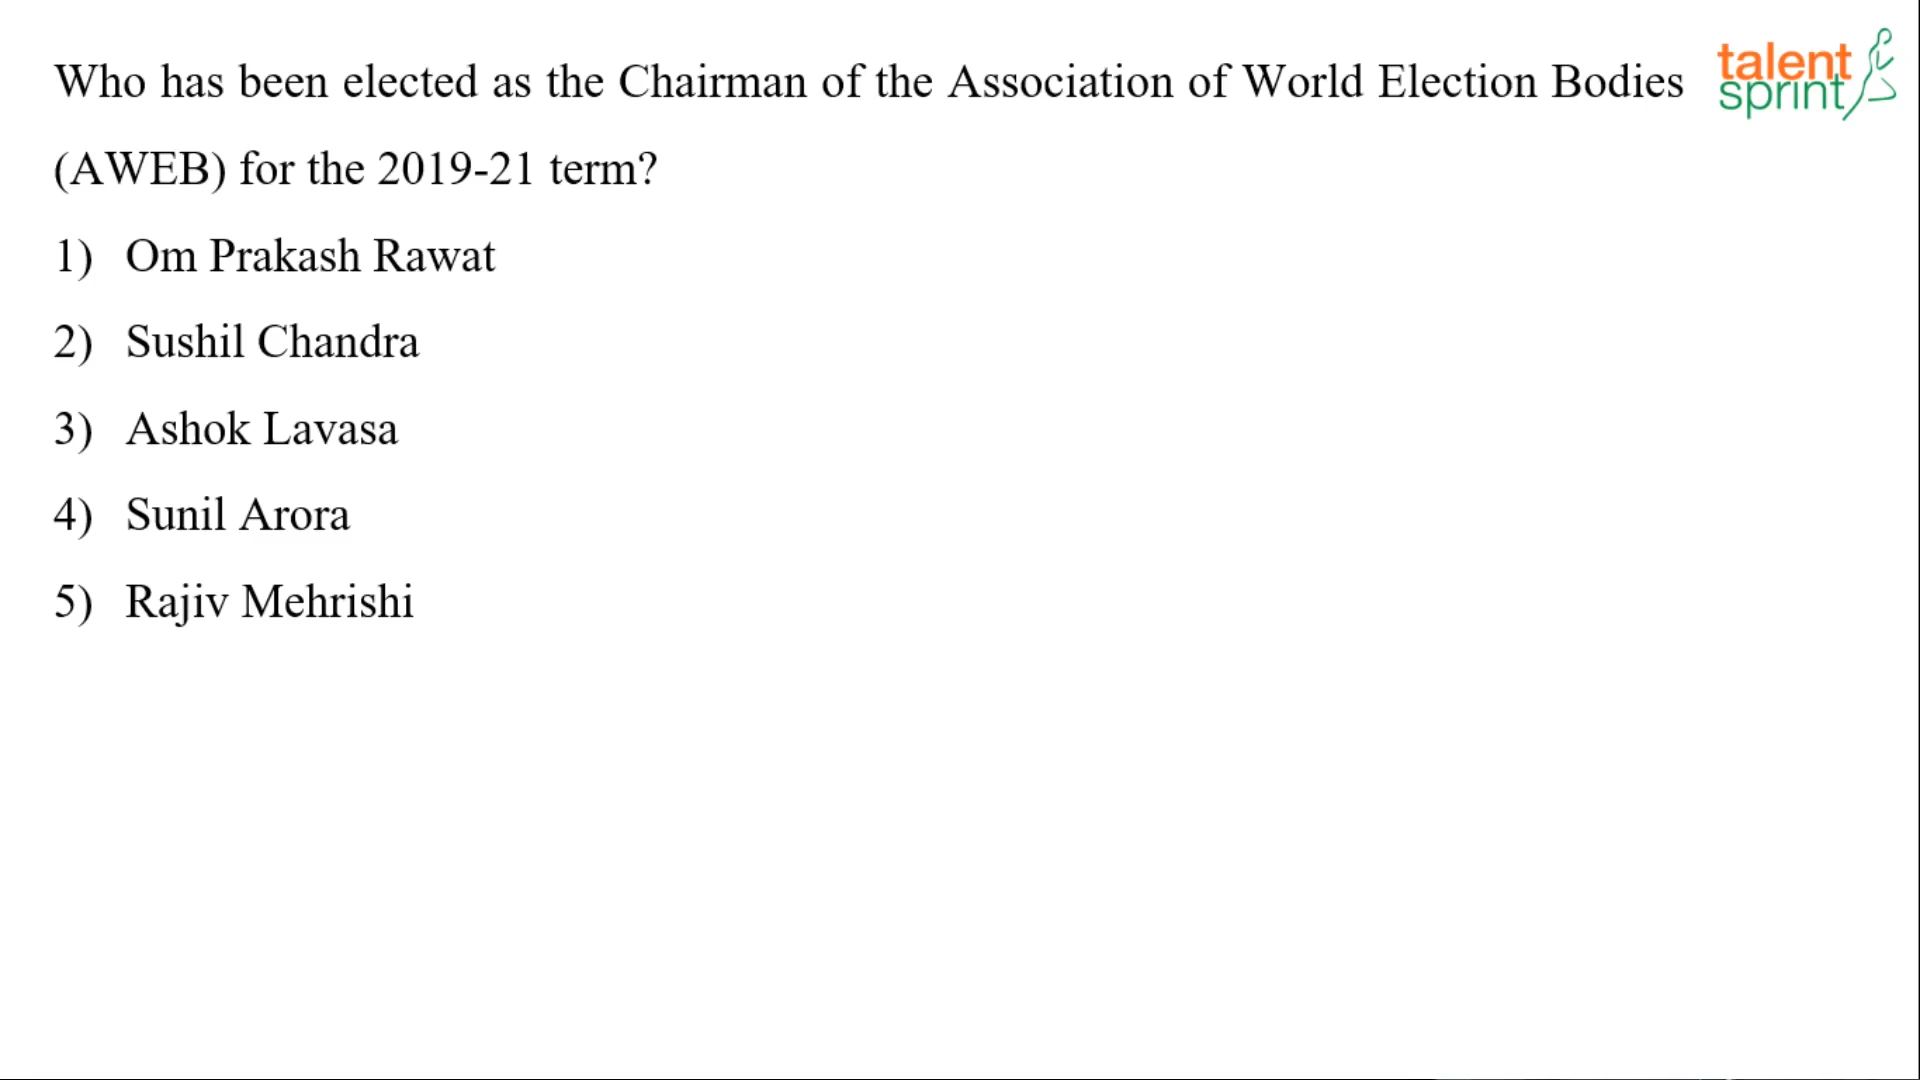 Who has been elected as the Chairman of the Association of World Election Bodies
(AWEB) for the 2019-21 term?
1) Om Prakash Rawat
2) Sushil Chandra
3) Ashok Lavasa
4) Sunil Arora
5) Rajiv Mehrishi
talent
sprint